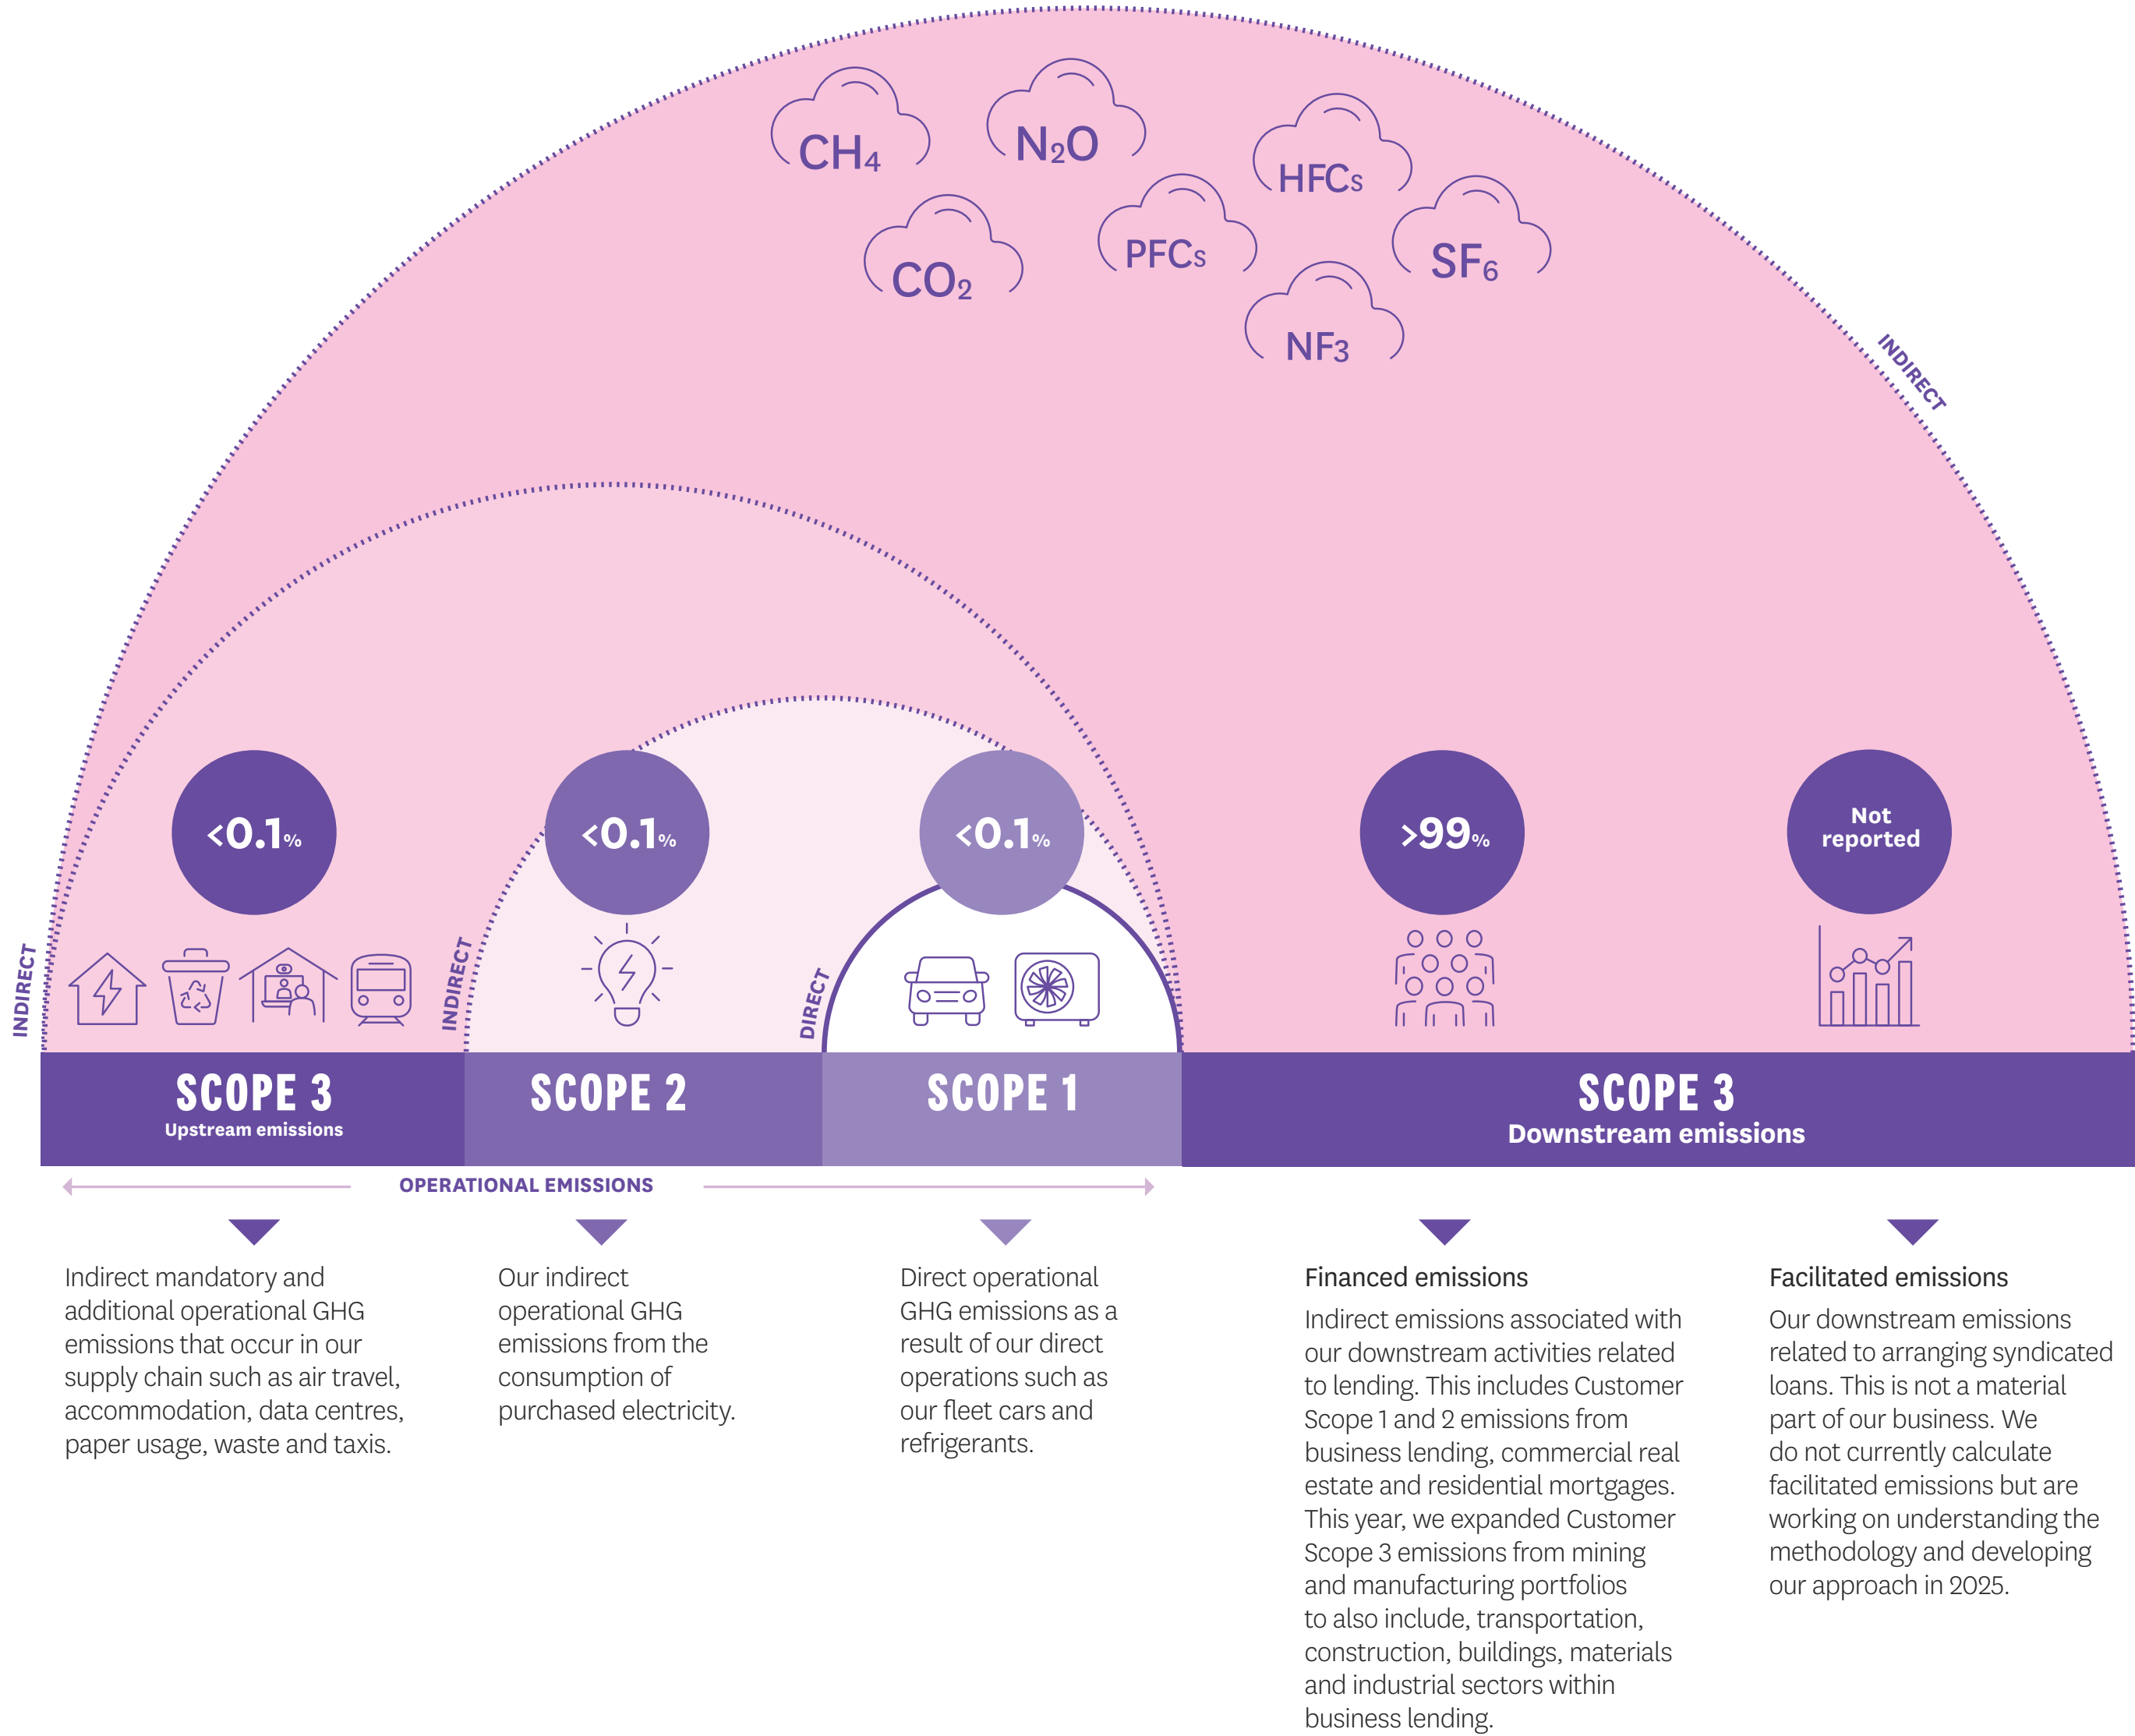 CH4
N2O
HFCs
CO2
PFCs
SF6
NF3
INDIRECT
<0.1%
<0.1%
<0.1%
>99%
Not
reported
INDIRECT
INDIRECT
DIRECT
SCOPE 3
Upstream emissions
SCOPE 2
SCOPE 1
SCOPE 3
Downstream emissions
OPERATIONAL EMISSIONS
Indirect mandatory and
additional operational GHG
emissions that occur in our
supply chain such as air travel,
accommodation, data centres,
paper usage, waste and taxis.
Our indirect
operational GHG
emissions from the
consumption of
purchased electricity.
Direct operational
GHG emissions as a
result of our direct
operations such as
our fleet cars and
refrigerants.
Financed emissions
Indirect emissions associated with
our downstream activities related
to lending. This includes Customer
Scope 1 and 2 emissions from
business lending, commercial real
estate and residential mortgages.
This year, we expanded Customer
Scope 3 emissions from mining
and manufacturing portfolios
to also include, transportation,
construction, buildings, materials
and industrial sectors within
business lending.
Facilitated emissions
Our downstream emissions
related to arranging syndicated
loans. This is not a material
part of our business. We
do not currently calculate
facilitated emissions but are
working on understanding the
methodology and developing
our approach in 2025.